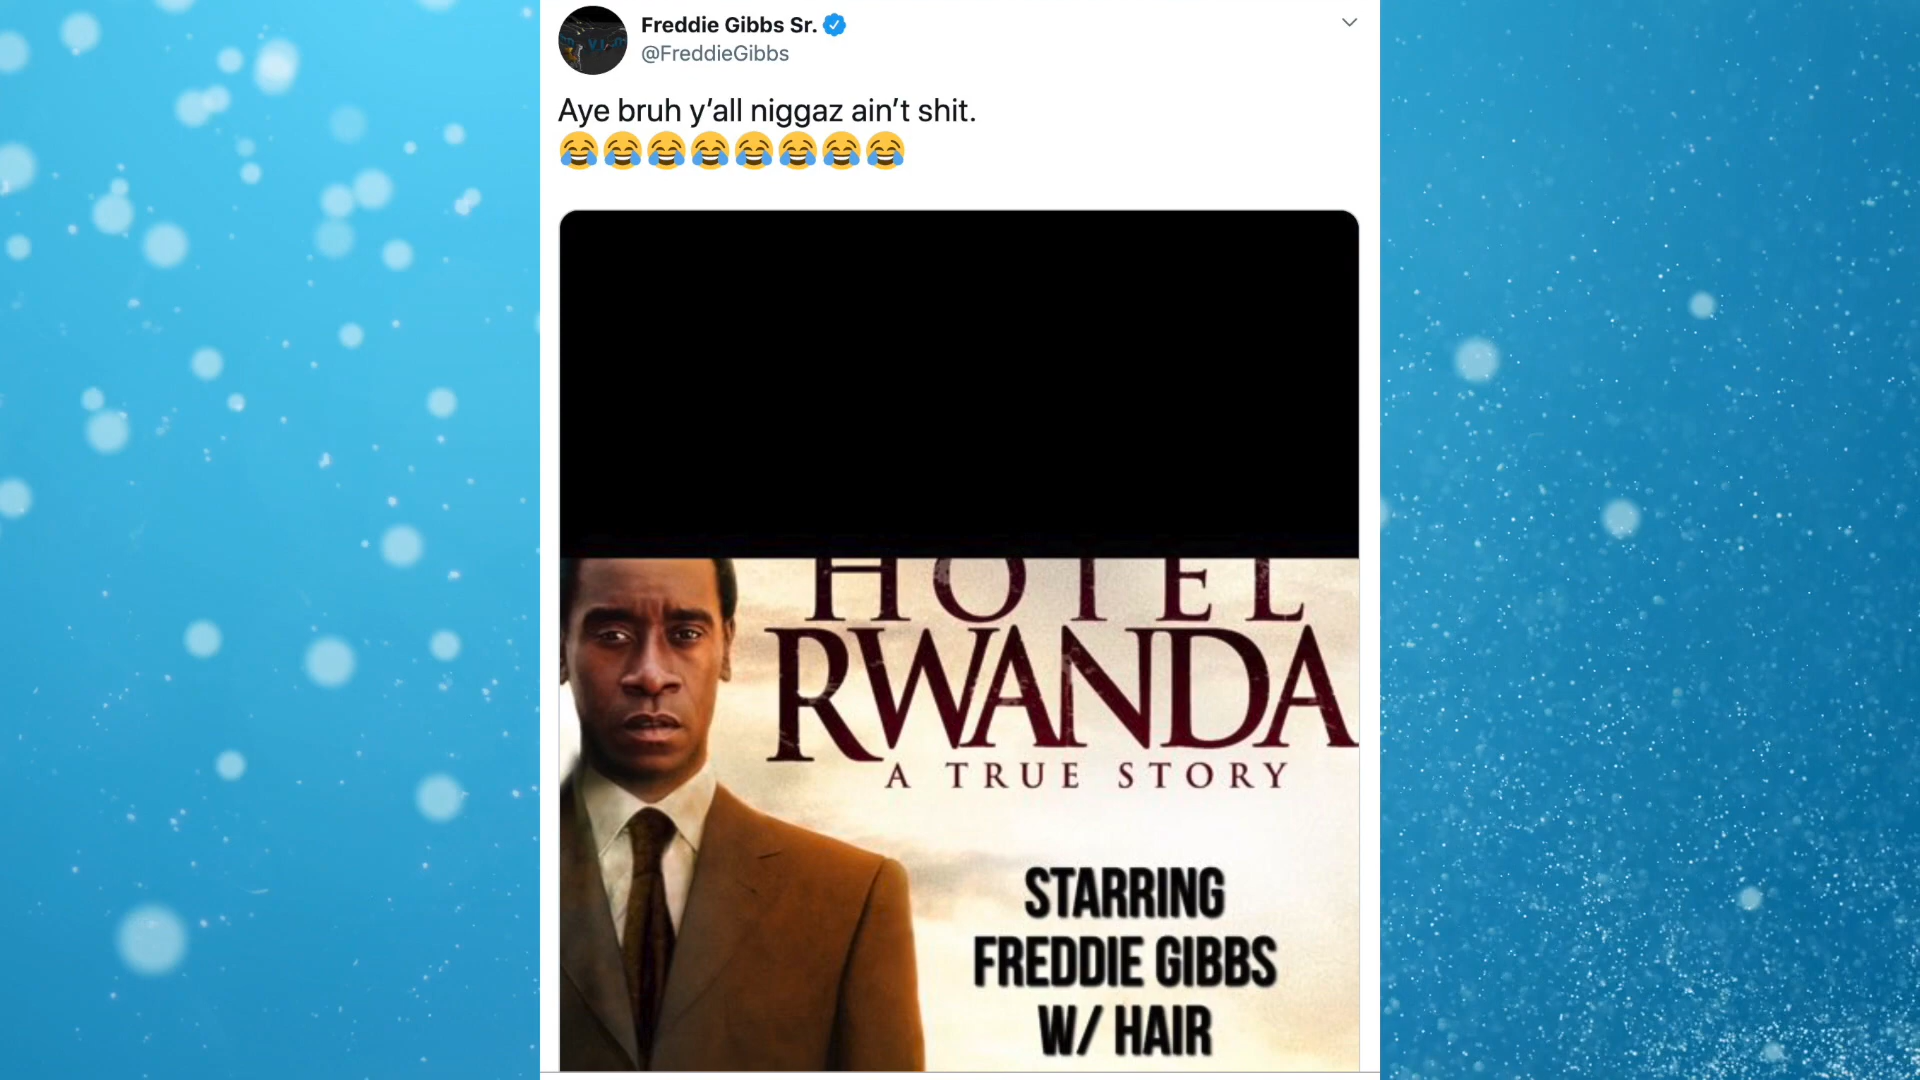 Freddie Gibbs Sr.
@FreddieGibbs
Aye bruh y’all niggaz ain’t shit.
😂😂😂😂😂😂😂😂
HOTEL
RWANDA
A TRUE STORY
STARRING
FREDDIE GIBBS
W/ HAIR